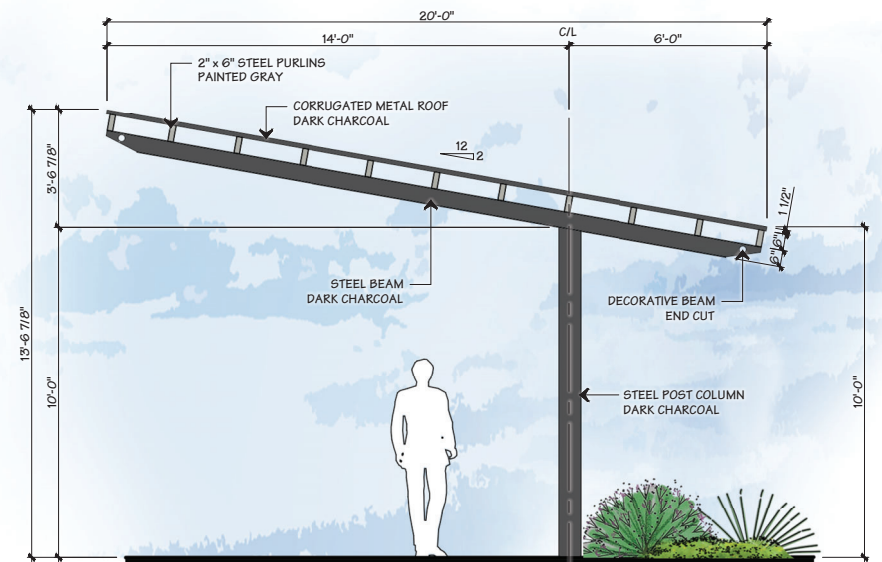 20'-0"
14'-0"
C/L
6'-0"
2" x 6" STEEL PURLINS
PAINTED GRAY
CORRUGATED METAL ROOF
DARK CHARCOAL
12
2
3'-6 7/8"
1 1/2"
6"
6"
STEEL BEAM
DARK CHARCOAL
DECORATIVE BEAM
END CUT
13'-6 7/8"
10'-0"
STEEL POST COLUMN
DARK CHARCOAL
10'-0"